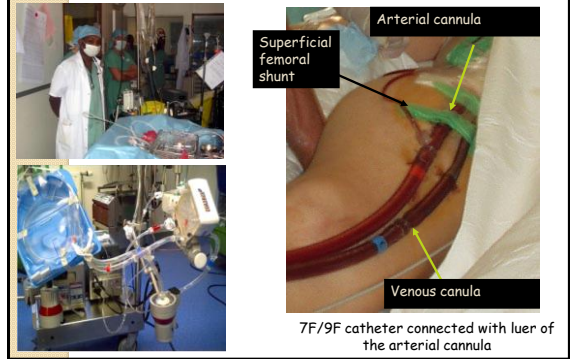 Arterial cannula
Superficial
femoral
shunt
Venous canula
7F/9F catheter connected with luer of
the arterial cannula